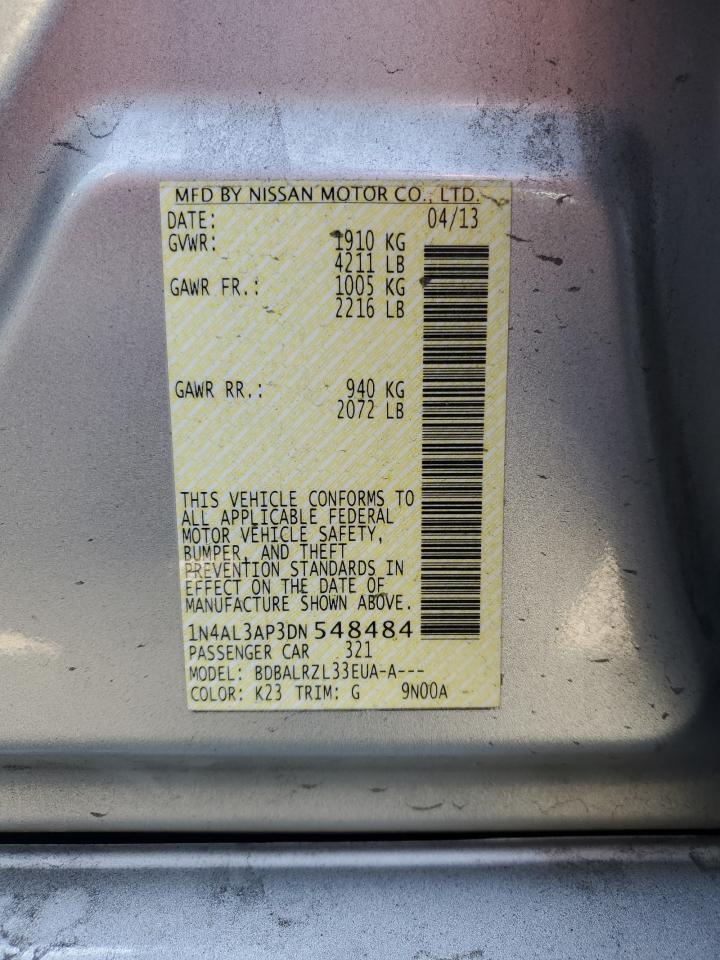 MFD BY NISSAN MOTOR CO., LTD.
DATE: 04/13
GVWR: 1910 KG
4211 LB
GAWR FR.: 1005 KG
2216 LB
GAWR RR.: 940 KG
2072 LB
THIS VEHICLE CONFORMS TO
ALL APPLICABLE FEDERAL
MOTOR VEHICLE SAFETY,
BUMPER, AND THEFT
PREVENTION STANDARDS IN
EFFECT ON THE DATE OF
MANUFACTURE SHOWN ABOVE.
1N4AL3AP3DN548484
PASSENGER CAR 321
MODEL: BDBALRZL33EUA-A---
COLOR: K23 TRIM: G 9N00A